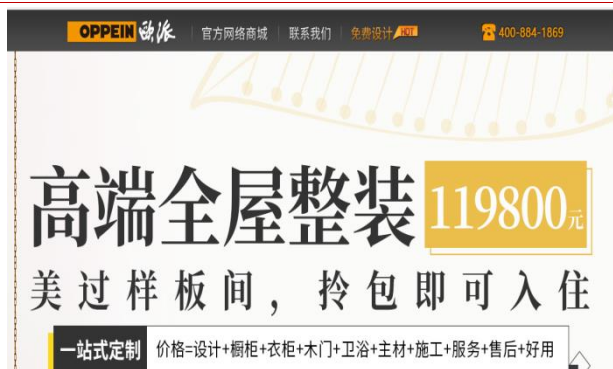 OPPEIN 欧派 官方网络商城 联系我们 免费设计 HOT 400-884-1869
高端全屋整装 119800元
美过样板间，拎包即可入住
一站式定制 价格=设计+橱柜+衣柜+木门+卫浴+主材+施工+服务+售后+好用